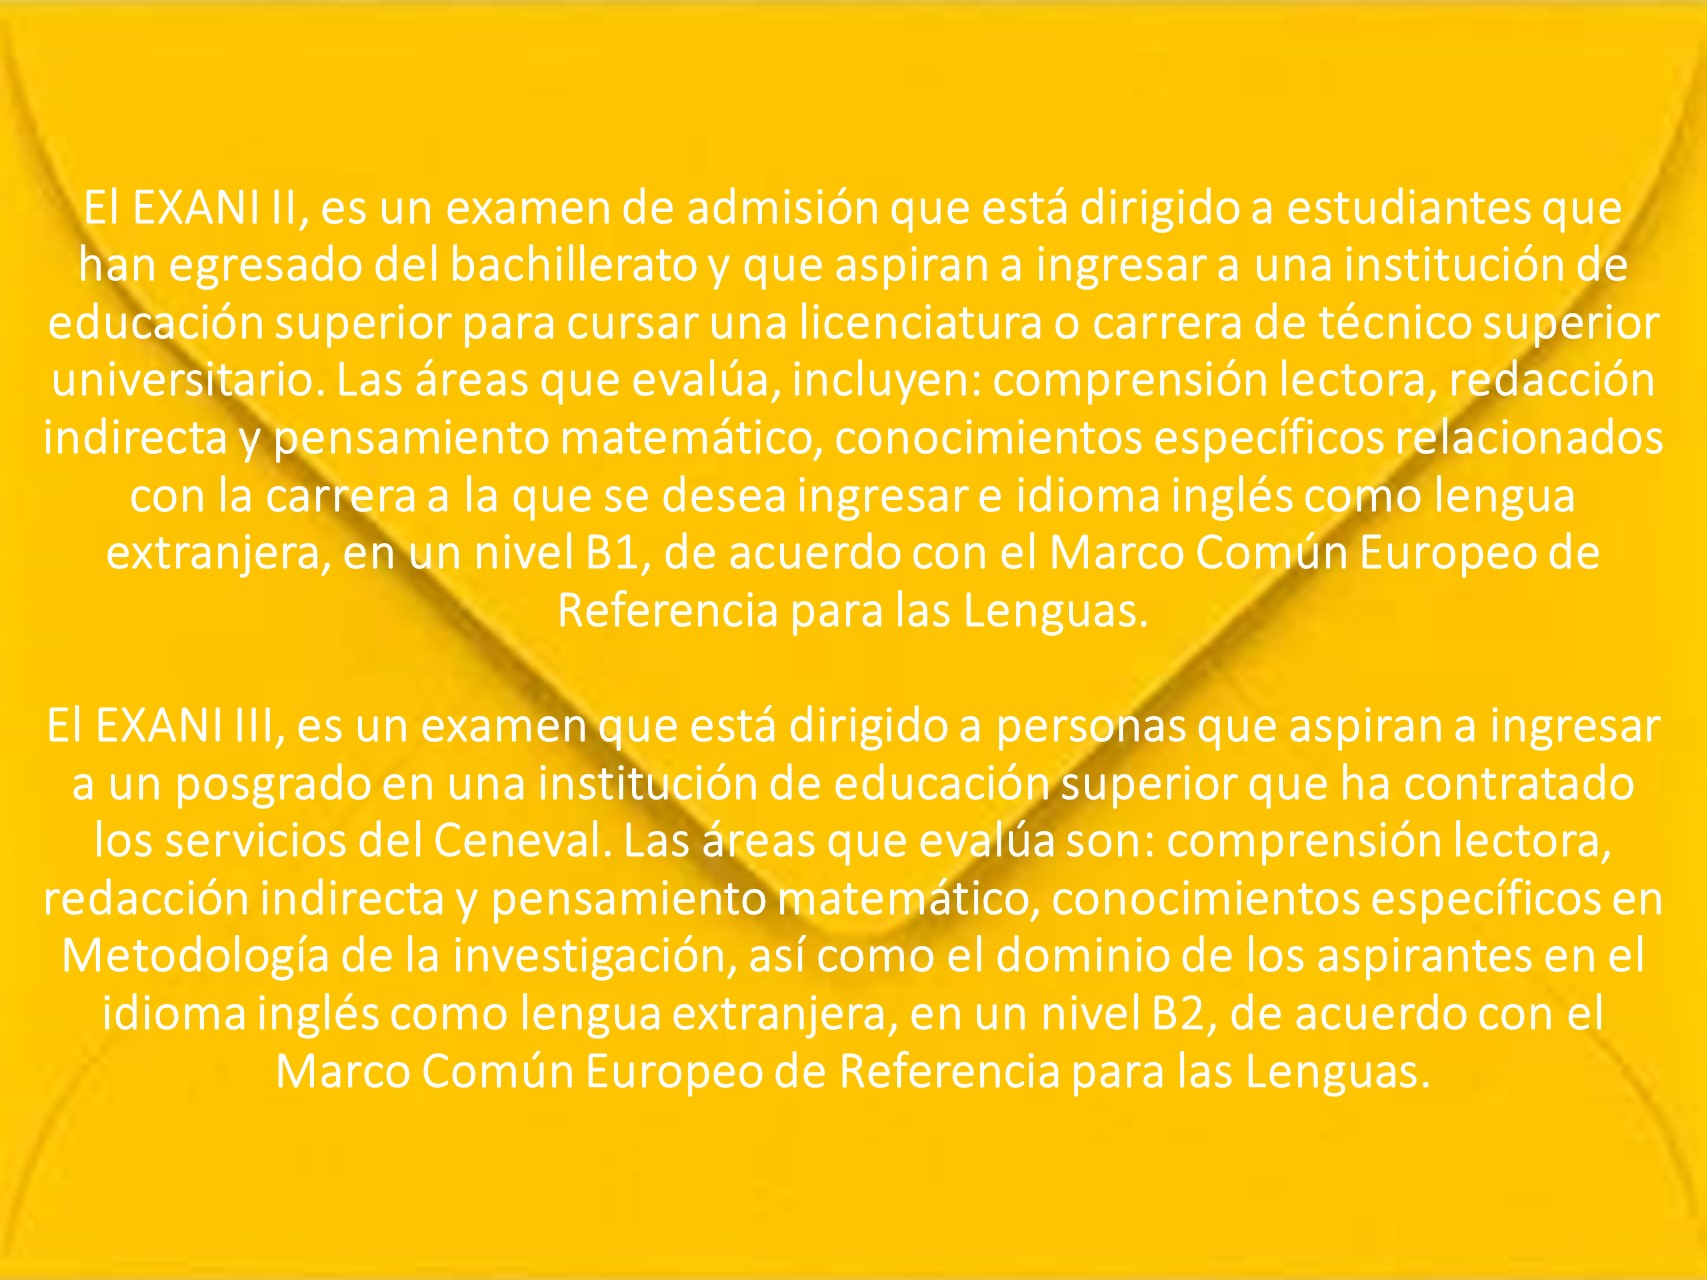 El EXANI II, es un examen de admisión que está dirigido a estudiantes que
han egresado del bachillerato y que aspiran a ingresar a una institución de
educación superior para cursar una licenciatura o carrera de técnico superior
universitario. Las áreas que evalúa, incluyen: comprensión lectora, redacción
indirecta y pensamiento matemático, conocimientos específicos relacionados
con la carrera a la que se desea ingresar e idioma inglés como lengua
extranjera, en un nivel B1, de acuerdo con el Marco Común Europeo de
Referencia para las Lenguas.
El EXANI III, es un examen que está dirigido a personas que aspiran a ingresar
a un posgrado en una institución de educación superior que ha contratado
los servicios del Ceneval. Las áreas que evalúa son: comprensión lectora,
redacción indirecta y pensamiento matemático, conocimientos específicos en
Metodología de la investigación, así como el dominio de los aspirantes en el
idioma inglés como lengua extranjera, en un nivel B2, de acuerdo con el
Marco Común Europeo de Referencia para las Lenguas.